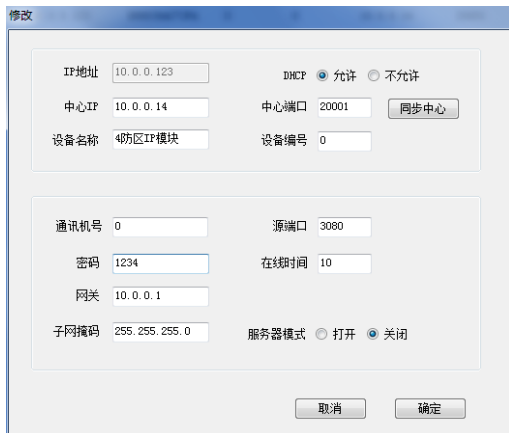 修改
IP地址 10.0.0.123 DHCP 允许 不允许
中心IP 10.0.0.14 中心端口 20001 同步中心
设备名称 4防区IP模块 设备编号 0
通讯机号 0 源端口 3080
密码 1234 在线时间 10
网关 10.0.0.1
子网掩码 255.255.255.0 服务器模式 打开 关闭
取消 确定